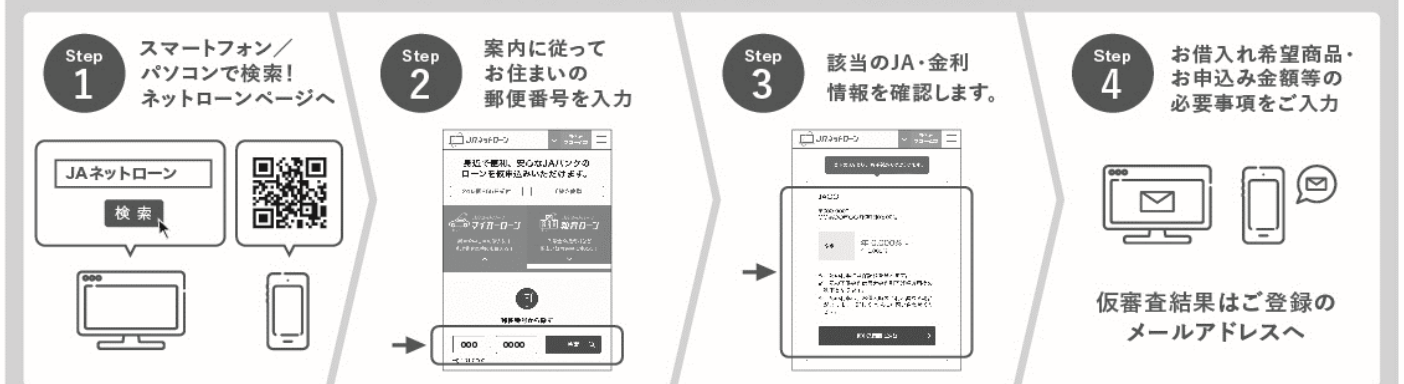 Step
1
スマートフォン／
パソコンで検索！
ネットローンページへ
JAネットローン
検索
Step
2
案内に従って
お住まいの
郵便番号を入力
JAネットローン
身近で便利、安心なJAバンクの
ローンを仮申込みいただけます。
マイカーローン
教育ローン
000
0000
検索
Step
3
該当のJA・金利
情報を確認します。
JAネットローン
Step
4
お借入れ希望商品・
お申込み金額等の
必要事項をご入力
仮審査結果はご登録の
メールアドレスへ